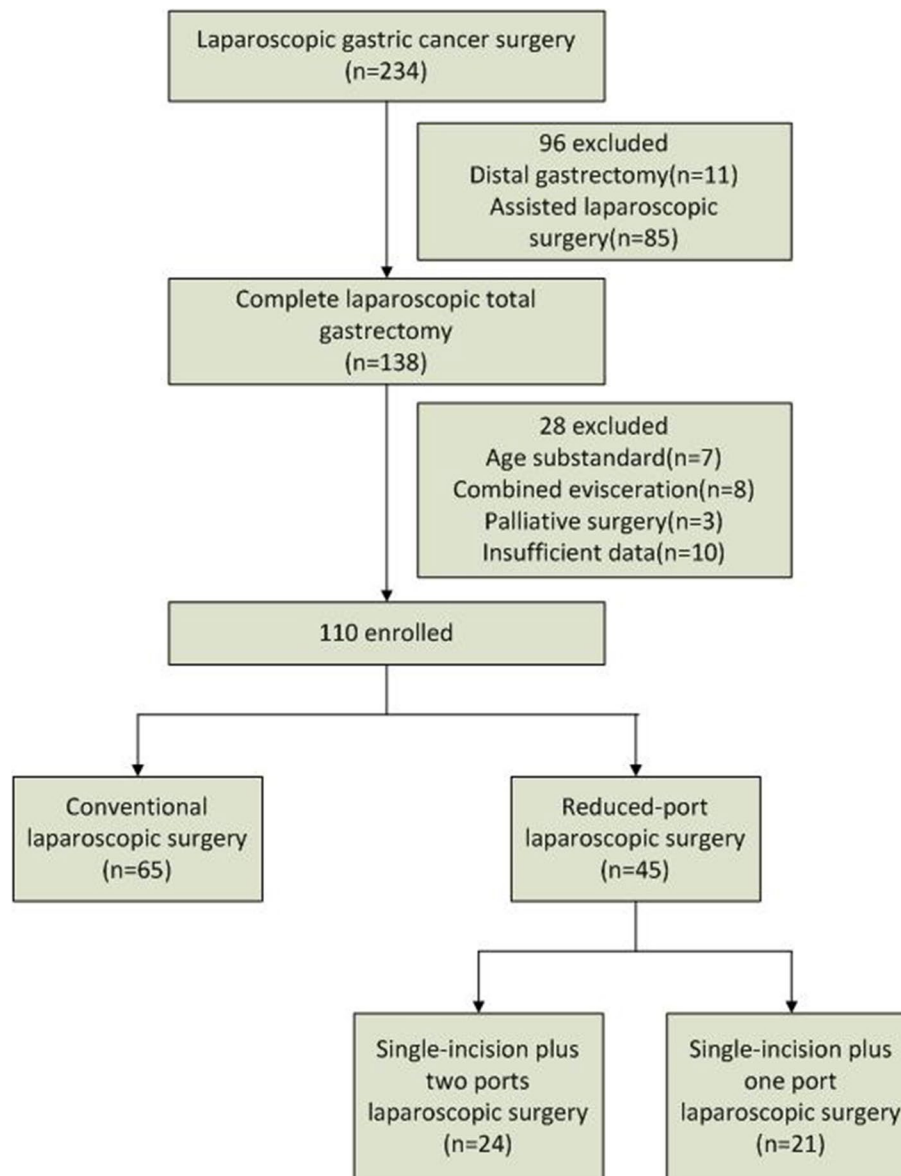 Laparoscopic gastric cancer surgery
(n=234)
96 excluded
Distal gastrectomy(n=11)
Assisted laparoscopic
surgery(n=85)
Complete laparoscopic total
gastrectomy
(n=138)
28 excluded
Age substandard(n=7)
Combined evisceration(n=8)
Palliative surgery(n=3)
Insufficient data(n=10)
110 enrolled
Conventional
laparoscopic surgery
(n=65)
Reduced-port
laparoscopic surgery
(n=45)
Single-incision plus
two ports
laparoscopic surgery
(n=24)
Single-incision plus
one port
laparoscopic surgery
(n=21)